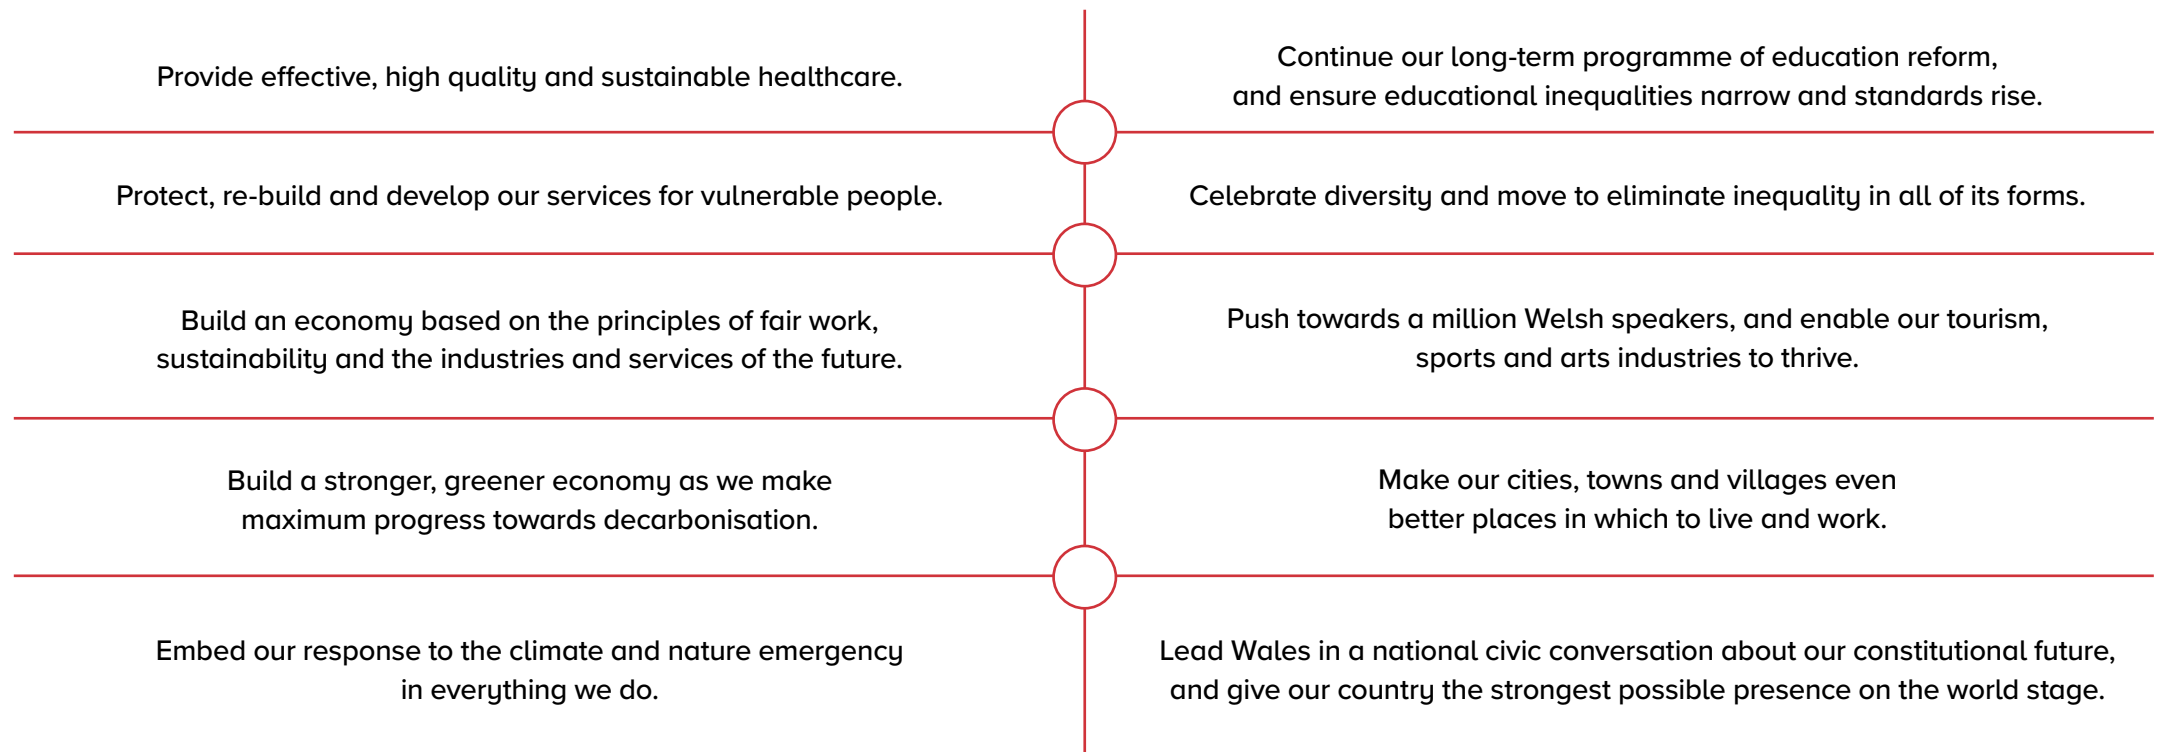 Provide effective, high quality and sustainable healthcare.
Continue our long-term programme of education reform,
and ensure educational inequalities narrow and standards rise.
Protect, re-build and develop our services for vulnerable people.
Celebrate diversity and move to eliminate inequality in all of its forms.
Build an economy based on the principles of fair work,
sustainability and the industries and services of the future.
Push towards a million Welsh speakers, and enable our tourism,
sports and arts industries to thrive.
Build a stronger, greener economy as we make
maximum progress towards decarbonisation.
Make our cities, towns and villages even
better places in which to live and work.
Embed our response to the climate and nature emergency
in everything we do.
Lead Wales in a national civic conversation about our constitutional future,
and give our country the strongest possible presence on the world stage.